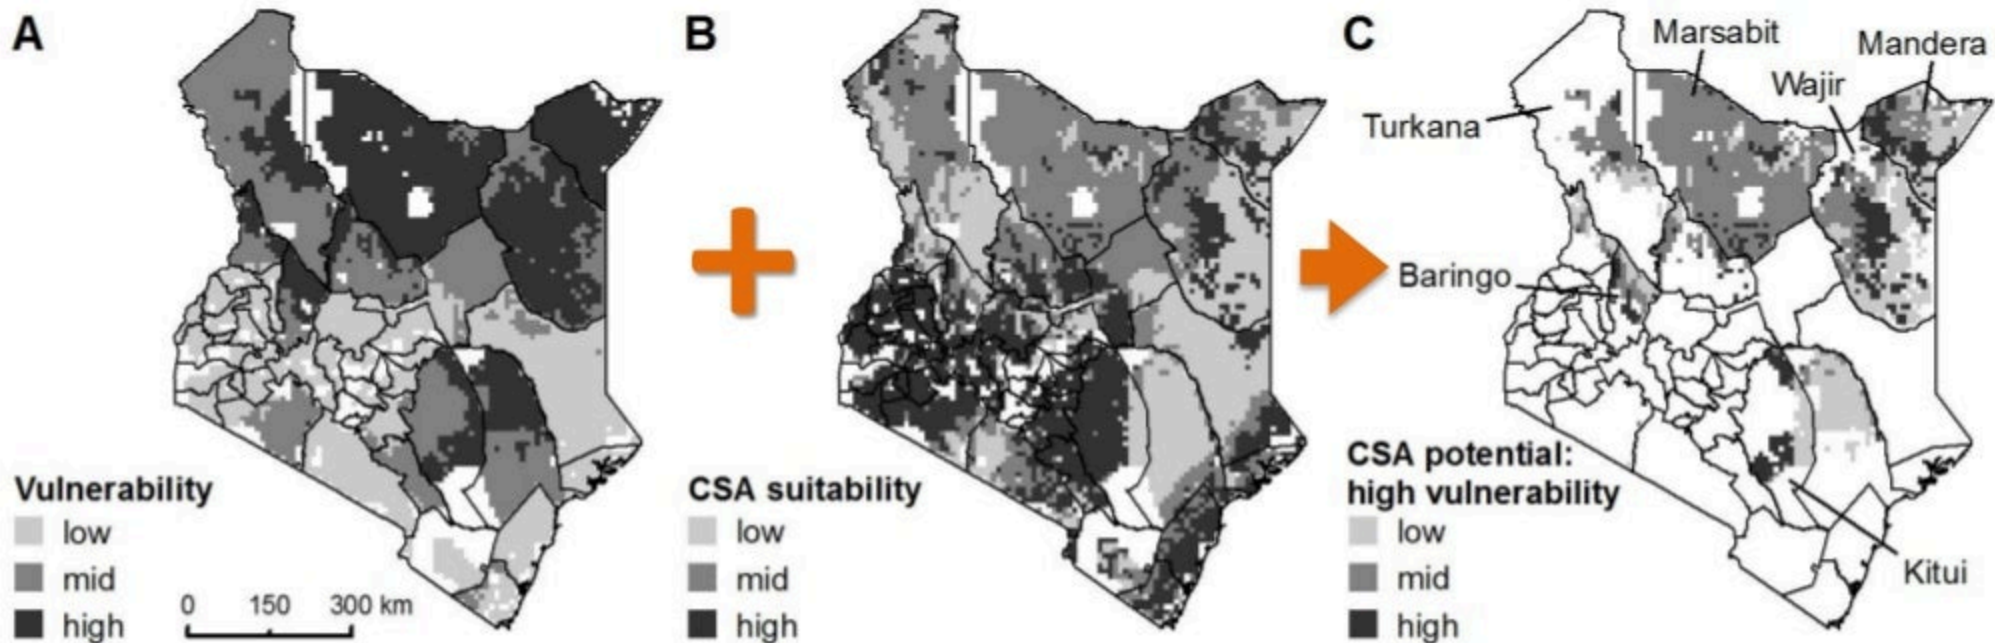 A
Vulnerability
low
mid
high
0 150 300 km
B
CSA suitability
low
mid
high
C
Marsabit
Mandera
Wajir
Turkana
Baringo
CSA potential:
high vulnerability
low
mid
high
Kitui